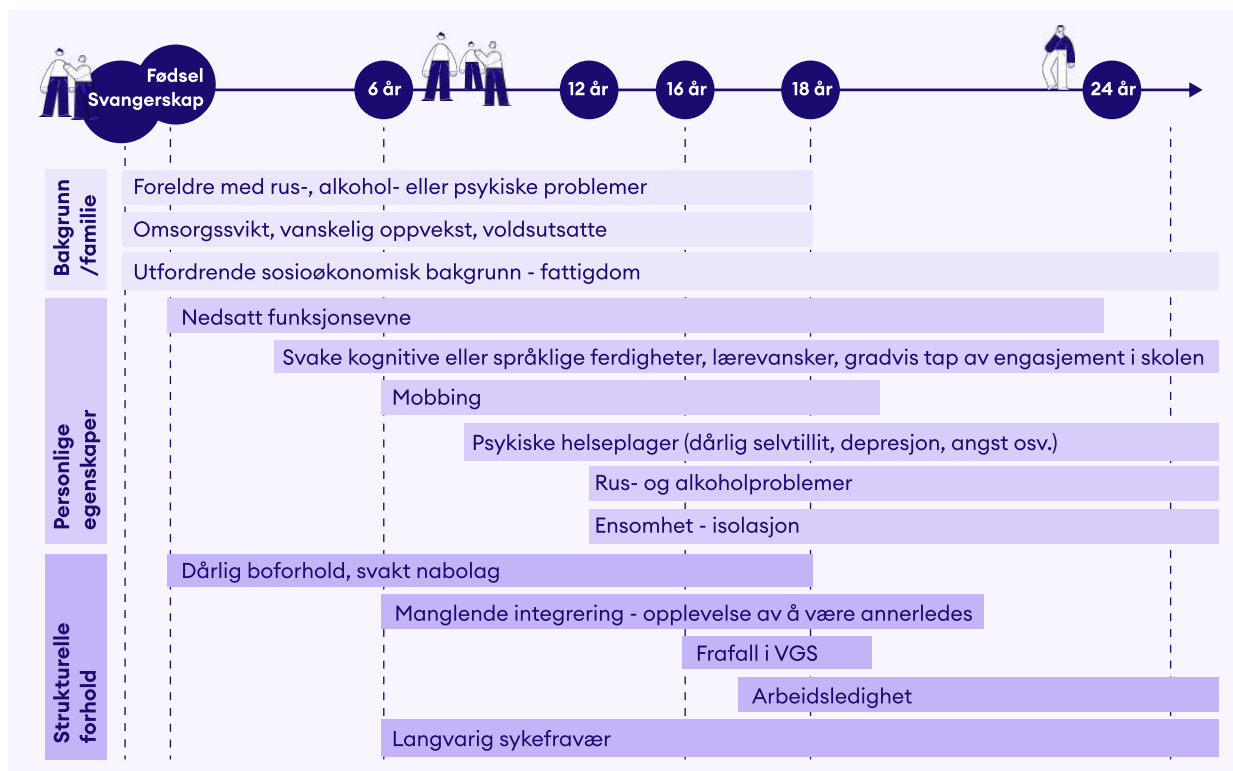 Fødsel
Svangerskap
6 år
12 år
16 år
18 år
24 år
Bakgrunn
/familie
Foreldre med rus-, alkohol- eller psykiske problemer
Omsorgssvikt, vanskelig oppvekst, voldsutsatte
Utfordrende sosioøkonomisk bakgrunn - fattigdom
Personlige
egenskaper
Nedsatt funksjonsevne
Svake kognitive eller språklige ferdigheter, lærevansker, gradvis tap av engasjement i skolen
Mobbing
Psykiske helseplager (dårlig selvtillit, depresjon, angst osv.)
Rus- og alkoholproblemer
Ensomhet - isolasjon
Strukturelle
forhold
Dårlig boforhold, svakt nabolag
Manglende integrering - opplevelse av å være annerledes
Frafall i VGS
Arbeidsledighet
Langvarig sykefravær